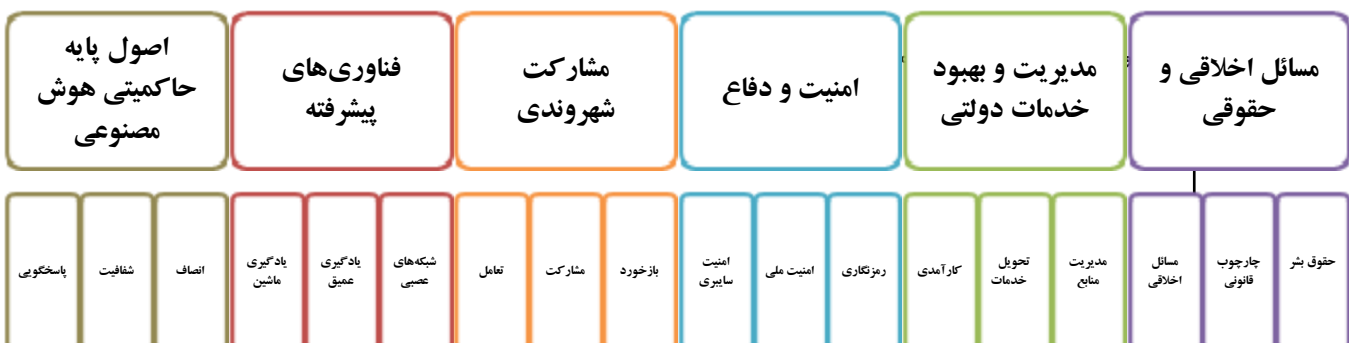 مسائل اخلاقی و
حقوقی
مدیریت و بهبود
خدمات دولتی
امنیت و دفاع
مشارکت
شهروندی
فناوری‌های
پیشرفته
اصول پایه
حاکمیتی هوش
مصنوعی
حقوق بشر
چارچوب
قانونی
مسائل
اخلاقی
مدیریت
منابع
تحویل
خدمات
کارآمدی
رمزنگاری
امنیت ملی
امنیت
سایبری
بازخورد
مشارکت
تعامل
شبکه‌های
عصبی
یادگیری
عمیق
یادگیری
ماشین
انصاف
شفافیت
پاسخگویی